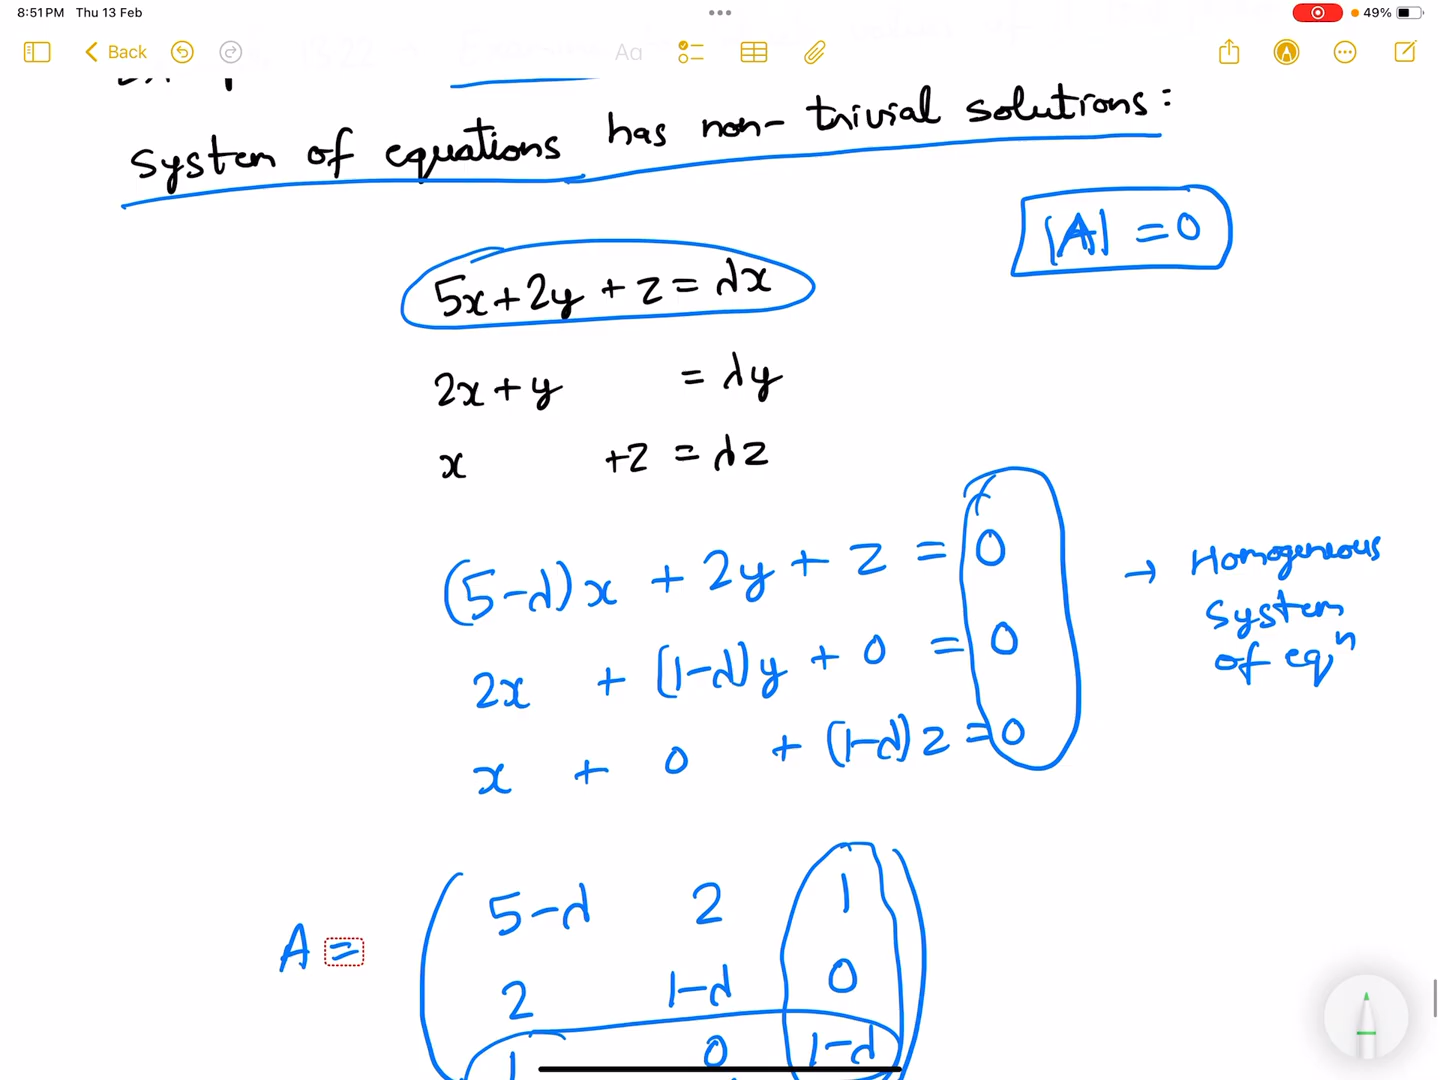 8:51 PM Thu 13 Feb
49%
Back
Aa
System of equations has non-trivial solutions:
|A| = 0
5x+2y+z = λx
2x+y = λy
x +z = λz
(5-λ)x + 2y + z = 0
2x + (1-λ)y + 0 = 0
x + 0 + (1-λ)z = 0
→ Homogeneous
System
of eqⁿ
A =
5-λ 2 1
2 1-λ 0
1 0 1-λ